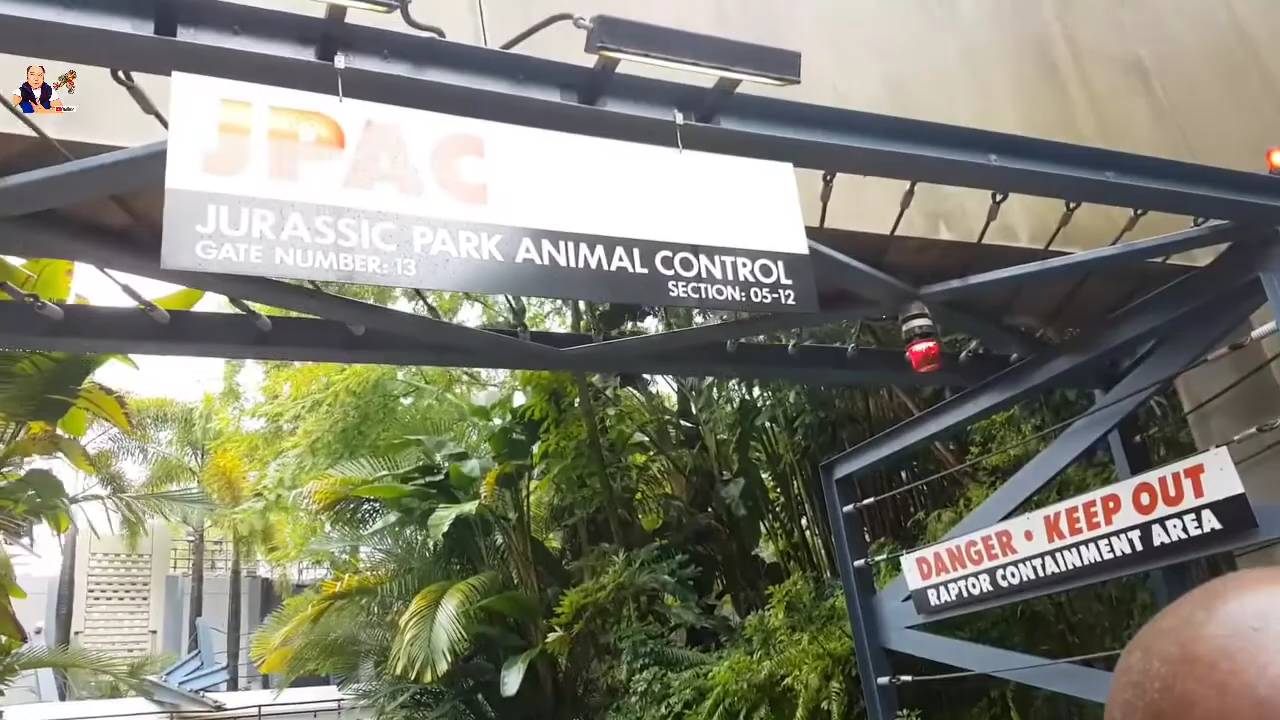 JPAC
JURASSIC PARK ANIMAL CONTROL
GATE NUMBER: 13
SECTION: 05-12
DANGER • KEEP OUT
RAPTOR CONTAINMENT AREA